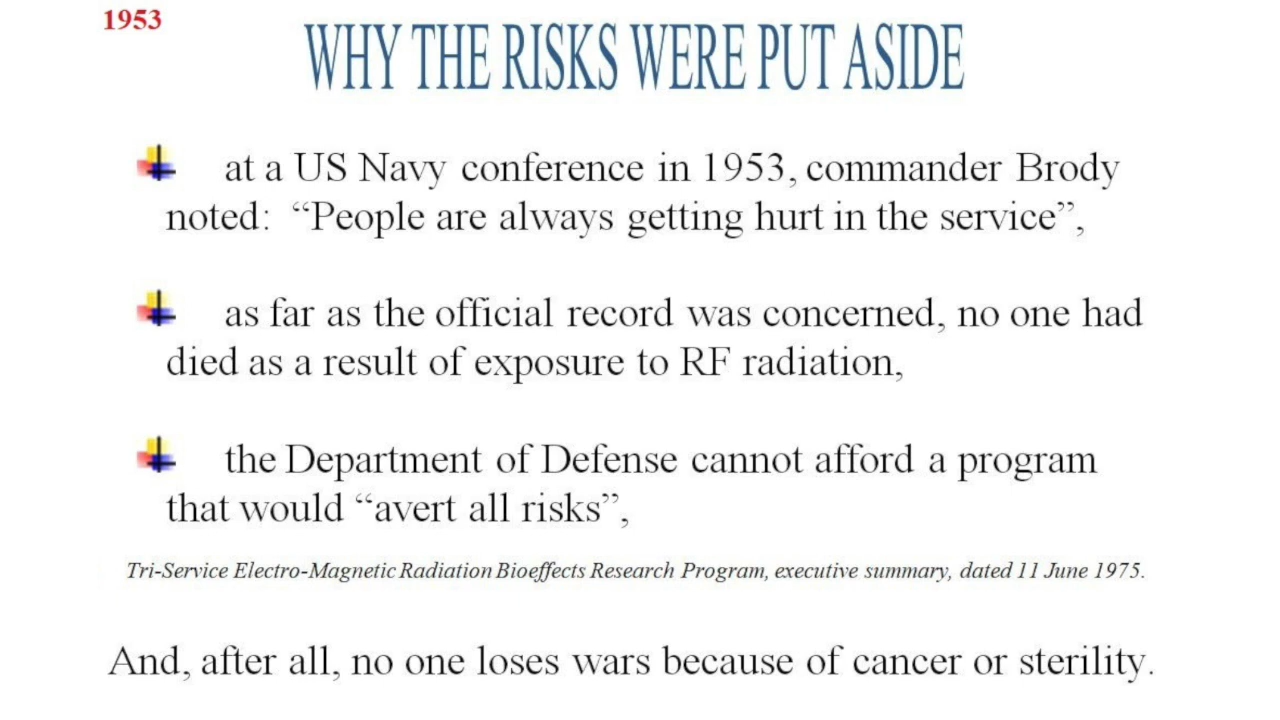 1953
WHY THE RISKS WERE PUT ASIDE
at a US Navy conference in 1953, commander Brody
noted: “People are always getting hurt in the service”,
as far as the official record was concerned, no one had
died as a result of exposure to RF radiation,
the Department of Defense cannot afford a program
that would “avert all risks”,
Tri-Service Electro-Magnetic Radiation Bioeffects Research Program, executive summary, dated 11 June 1975.
And, after all, no one loses wars because of cancer or sterility.